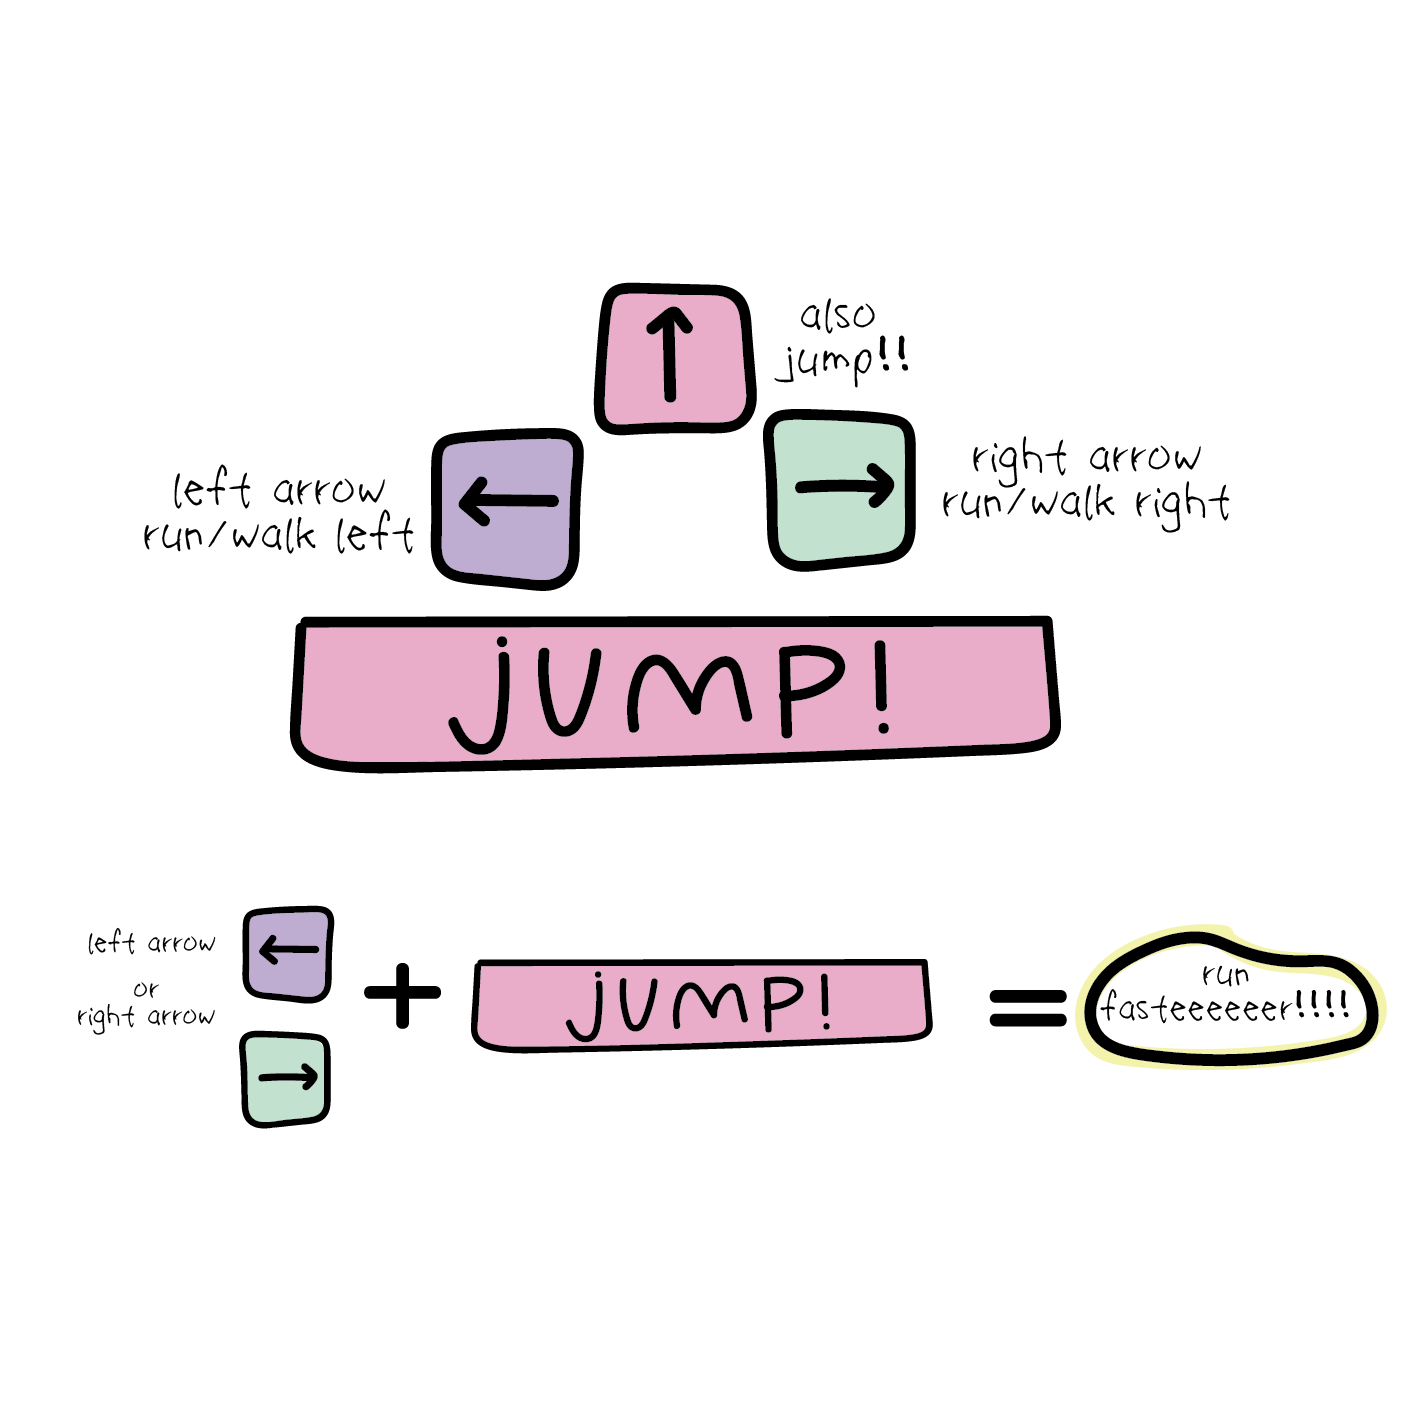 also
jump!!
left arrow
run/walk left
right arrow
run/walk right
jUMP!
left arrow
or
right arrow
jUMP!
run
fasteeeeeer!!!!